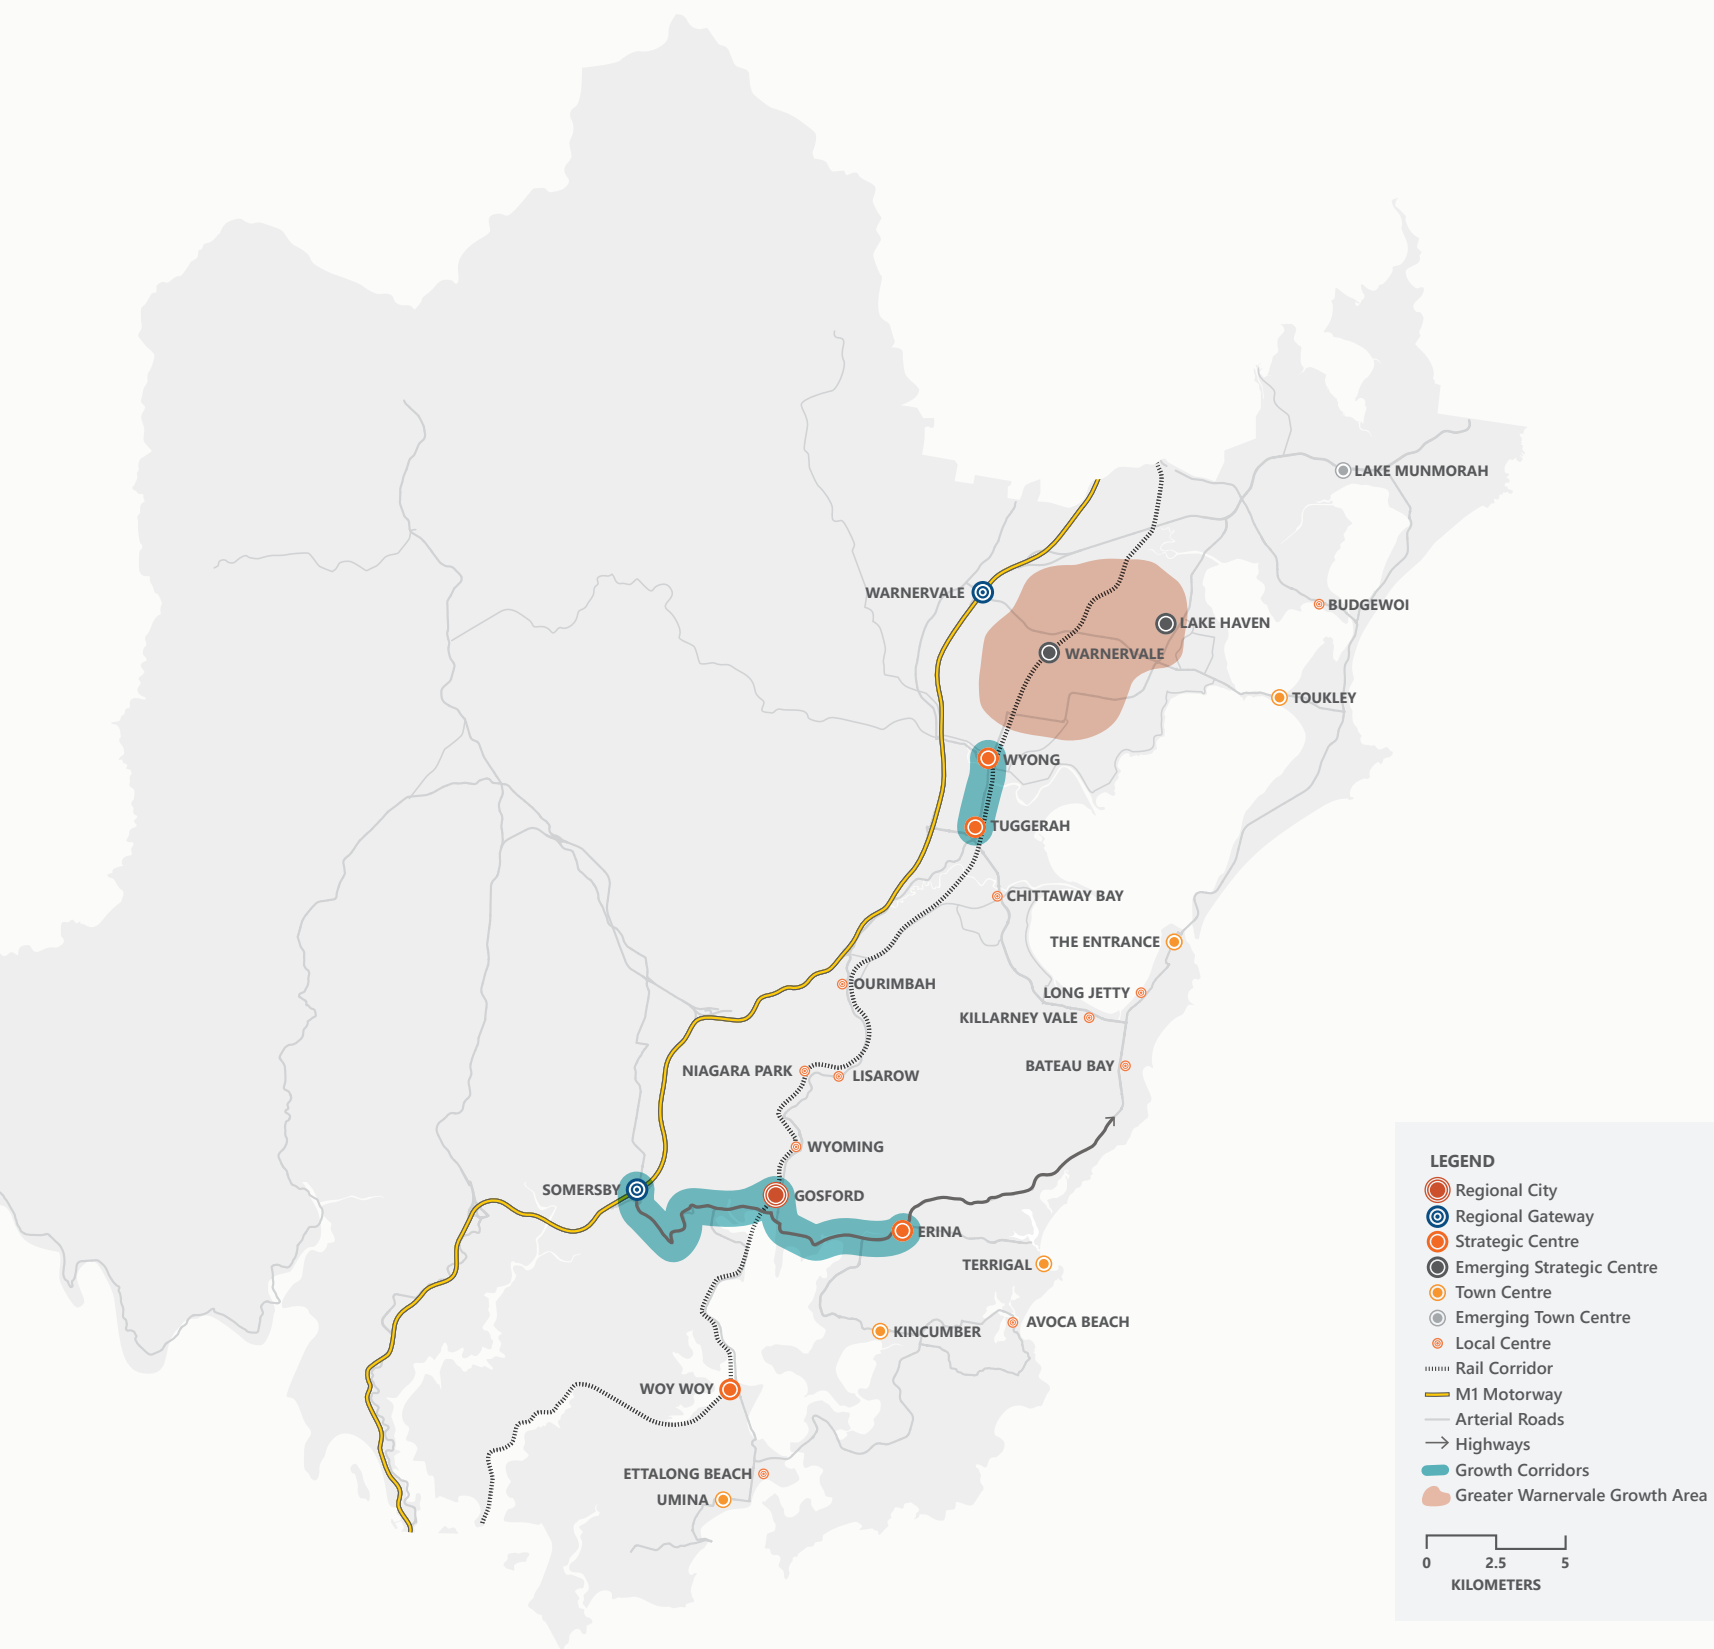 LAKE MUNMORAH
WARNERVALE
BUDGEWOI
LAKE HAVEN
WARNERVALE
TOUKLEY
WYONG
TUGGERAH
CHITTAWAY BAY
THE ENTRANCE
OURIMBAH
LONG JETTY
KILLARNEY VALE
BATEAU BAY
NIAGARA PARK
LISAROW
WYOMING
SOMERSBY
GOSFORD
ERINA
TERRIGAL
AVOCA BEACH
KINCUMBER
WOY WOY
ETTALONG BEACH
UMINA
LEGEND
Regional City
Regional Gateway
Strategic Centre
Emerging Strategic Centre
Town Centre
Emerging Town Centre
Local Centre
Rail Corridor
M1 Motorway
Arterial Roads
Highways
Growth Corridors
Greater Warnervale Growth Area
0 2.5 5
KILOMETERS